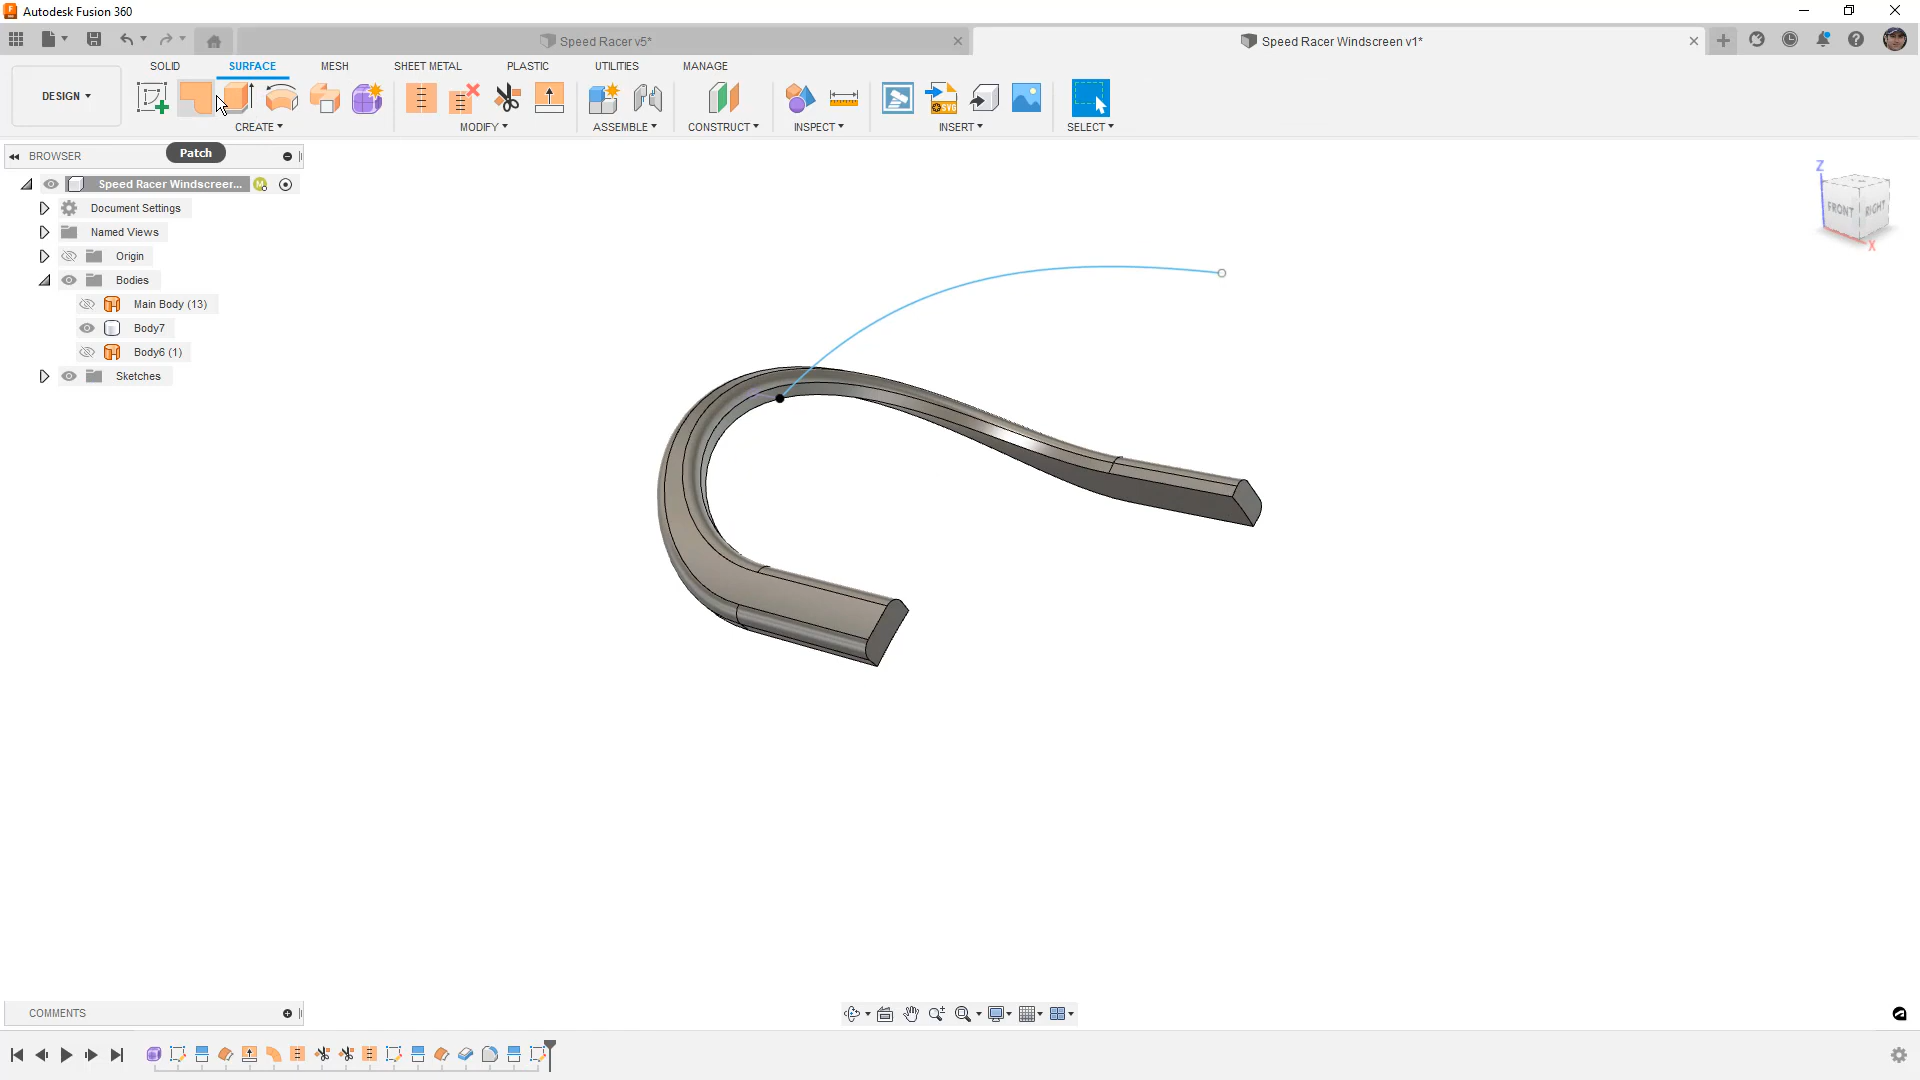 Autodesk Fusion 360
Speed Racer v5*
Speed Racer Windscreen v1*
SOLID
SURFACE
MESH
SHEET METAL
PLASTIC
UTILITIES
MANAGE
DESIGN
CREATE
MODIFY
ASSEMBLE
CONSTRUCT
INSPECT
INSERT
SELECT
SVG
Patch
BROWSER
Speed Racer Windscreer...
Document Settings
Named Views
Origin
Bodies
Main Body (13)
Body7
Body6 (1)
Sketches
Z
FRONT
RIGHT
X
COMMENTS